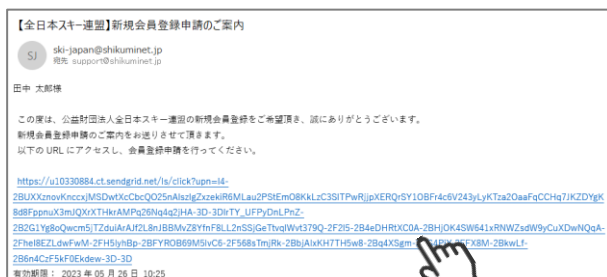 【全日本スキー連盟】新規会員登録申請のご案内
SJ
ski-japan@shikuminet.jp
宛先 support@shikuminet.jp
田中 太郎様
この度は、公益財団法人全日本スキー連盟の新規会員登録をご希望頂き、誠にありがとうございます。
新規会員登録申請のご案内をお送りさせて頂きます。
以下の URL にアクセスし、会員登録申請を行ってください。
https://u10330884.ct.sendgrid.net/ls/click?upn=I4-
2BUXXznovKnccxjMSDwtXcCbcQO25nAlszlgZxzekiR6MLau2PStEmO8KkLzC3SITPwRjjpXERQrSY1OBFr4c6V243yLyKTza2OaaFqCCHq7JKZDYgK
8d8FppnuX3mJQXrXTHkrAMPq26Nq4q2jHA-3D-3DIrTY_UFPyDnLPnZ-
2B2G1Yg8oQwcm5jTZduiArAJf2L8nJBBMvZ8YfnF8LL2nSSjGeTtvqlWvt379Q-2F2I5-2B4eDHRtXC0A-2BHjOK4SW641xRNWZsdW9yCuXDwNQqA-
2FheI8EZLdwFwM-2FH5IyhBp-2BFYROB69M5IvC6-2F568sTmjRk-2BbjAIxKH7TH5w8-2Bq4XSgm-
2B6n4CzF5kF0Ekdew-3D-3D
有効期限： 2023 年 05 月 26 日 10:25